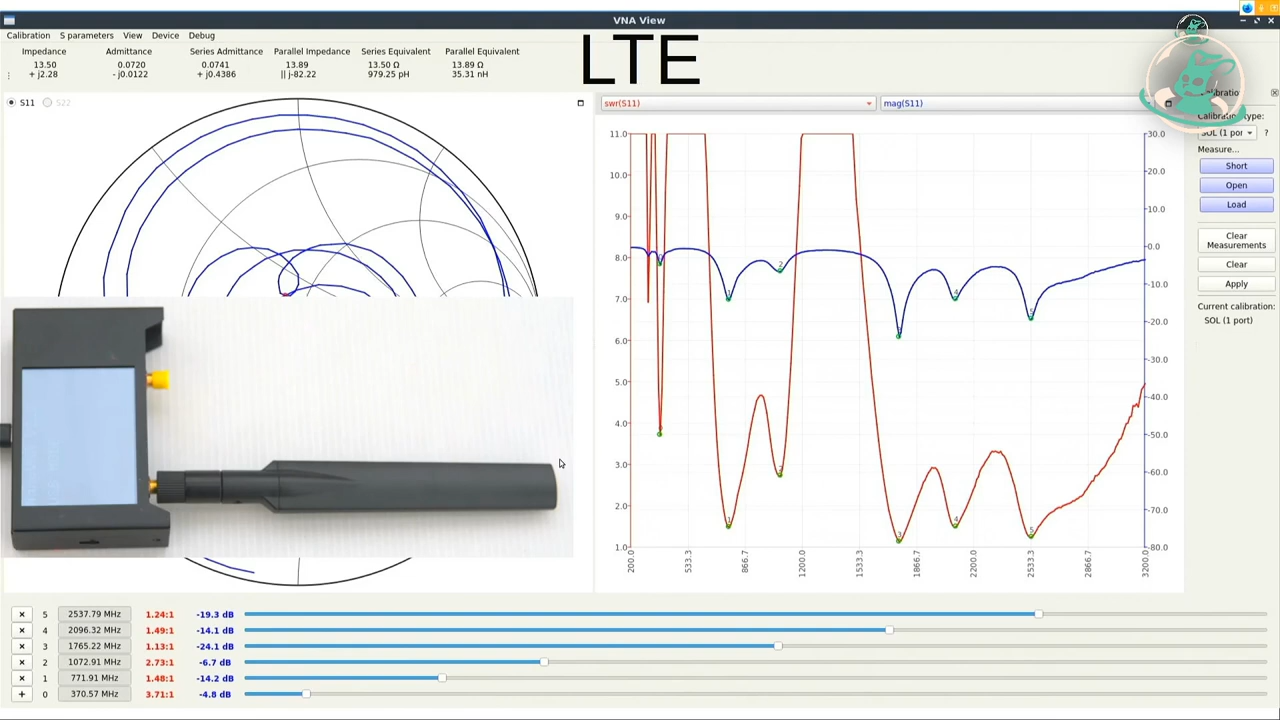 VNA View
Calibration S parameters View Device Debug
LTE
Impedance Admittance Series Admittance Parallel Impedance Series Equivalent Parallel Equivalent
13.50 0.0720 0.0741 13.89 13.50 Ω 13.89 Ω
+ j2.28 - j0.0122 + j0.4386 || j-82.22 979.25 pH 35.31 nH
S11 S22
swr(S11) mag(S11)
Calibration type:
SOL (1 por ?
Measure...
Short
Open
Load
Clear
Measurements
Clear
Apply
Current calibration:
SOL (1 port)
11.0 30.0
10.0 20.0
9.0 10.0
8.0 0.0
7.0 -10.0
6.0 -20.0
5.0 -30.0
4.0 -40.0
3.0 -50.0
2.0 -60.0
1.0 -70.0
-80.0
200.0 533.3 866.7 1200.0 1533.3 1866.7 2200.0 2533.3 2866.7 3200.0
× 5 2537.79 MHz 1.24:1 -19.3 dB
× 4 2096.32 MHz 1.49:1 -14.1 dB
× 3 1765.22 MHz 1.13:1 -24.1 dB
× 2 1072.91 MHz 2.73:1 -6.7 dB
× 1 771.91 MHz 1.48:1 -14.2 dB
+ 0 370.57 MHz 3.71:1 -4.8 dB